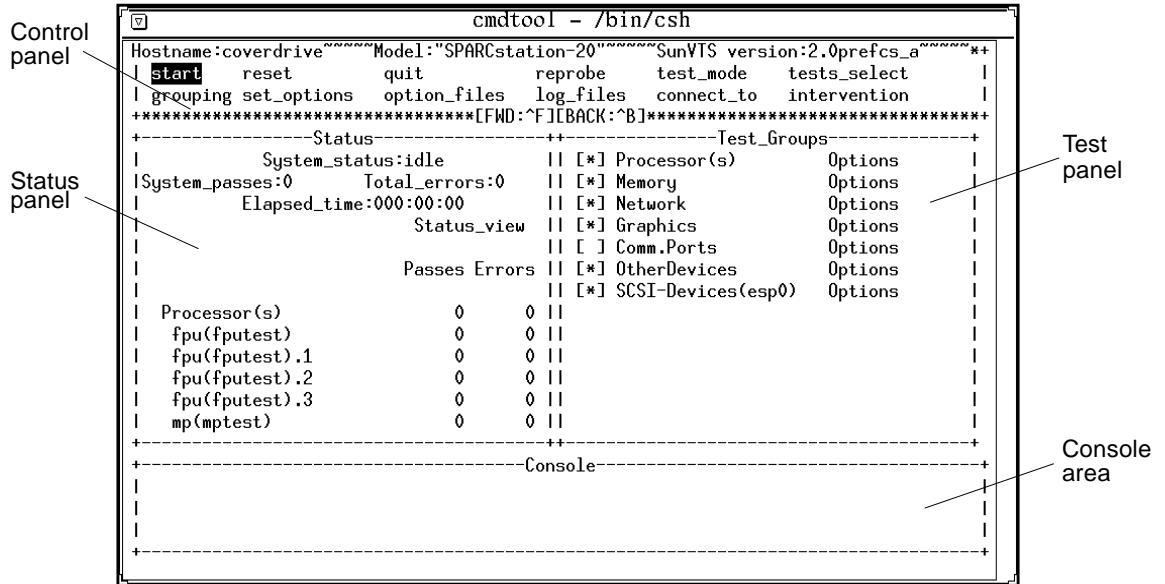 cmdtool – /bin/csh
Control
panel
Hostname:coverdrive~~~~~Model:"SPARCstation-20"~~~~~SunVTS version:2.0prefcs_a~~~~~*+
| start reset quit reprobe test_mode tests_select |
| grouping set_options option_files log_files connect_to intervention |
+*********************************[FWD:^F][BACK:^B]*********************************+
+-----------------Status-----------------++---------------Test_Groups--------------+
| System_status:idle || [*] Processor(s) Options |
|System_passes:0 Total_errors:0 || [*] Memory Options |
| Elapsed_time:000:00:00 || [*] Network Options |
| Status_view || [*] Graphics Options |
| || [ ] Comm.Ports Options |
| Passes Errors || [*] OtherDevices Options |
| || [*] SCSI-Devices(esp0) Options |
| Processor(s) 0 0 || |
| fpu(fputest) 0 0 || |
| fpu(fputest).1 0 0 || |
| fpu(fputest).2 0 0 || |
| fpu(fputest).3 0 0 || |
| mp(mptest) 0 0 || |
+----------------------------------------++----------------------------------------+
+--------------------------------------Console--------------------------------------+
Status
panel
Test
panel
Console
area